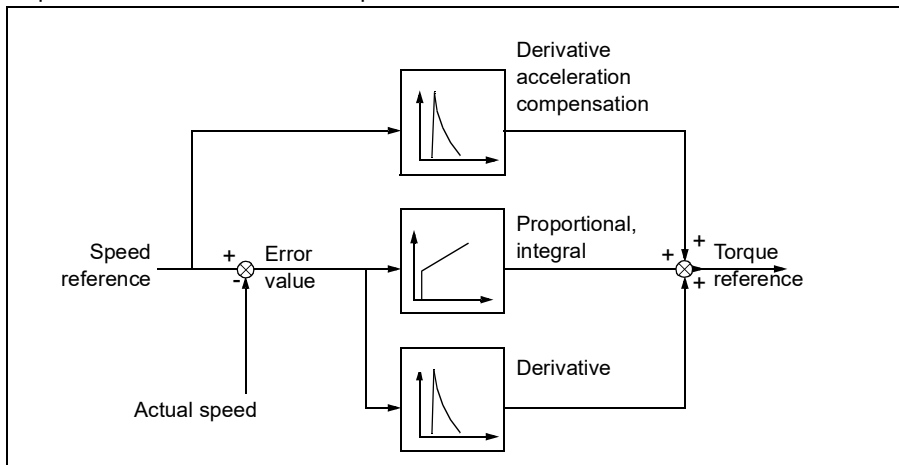 Derivative
acceleration
compensation
Proportional,
integral
Speed
reference
+
-
Error
value
+
+
+
Torque
reference
Derivative
Actual speed